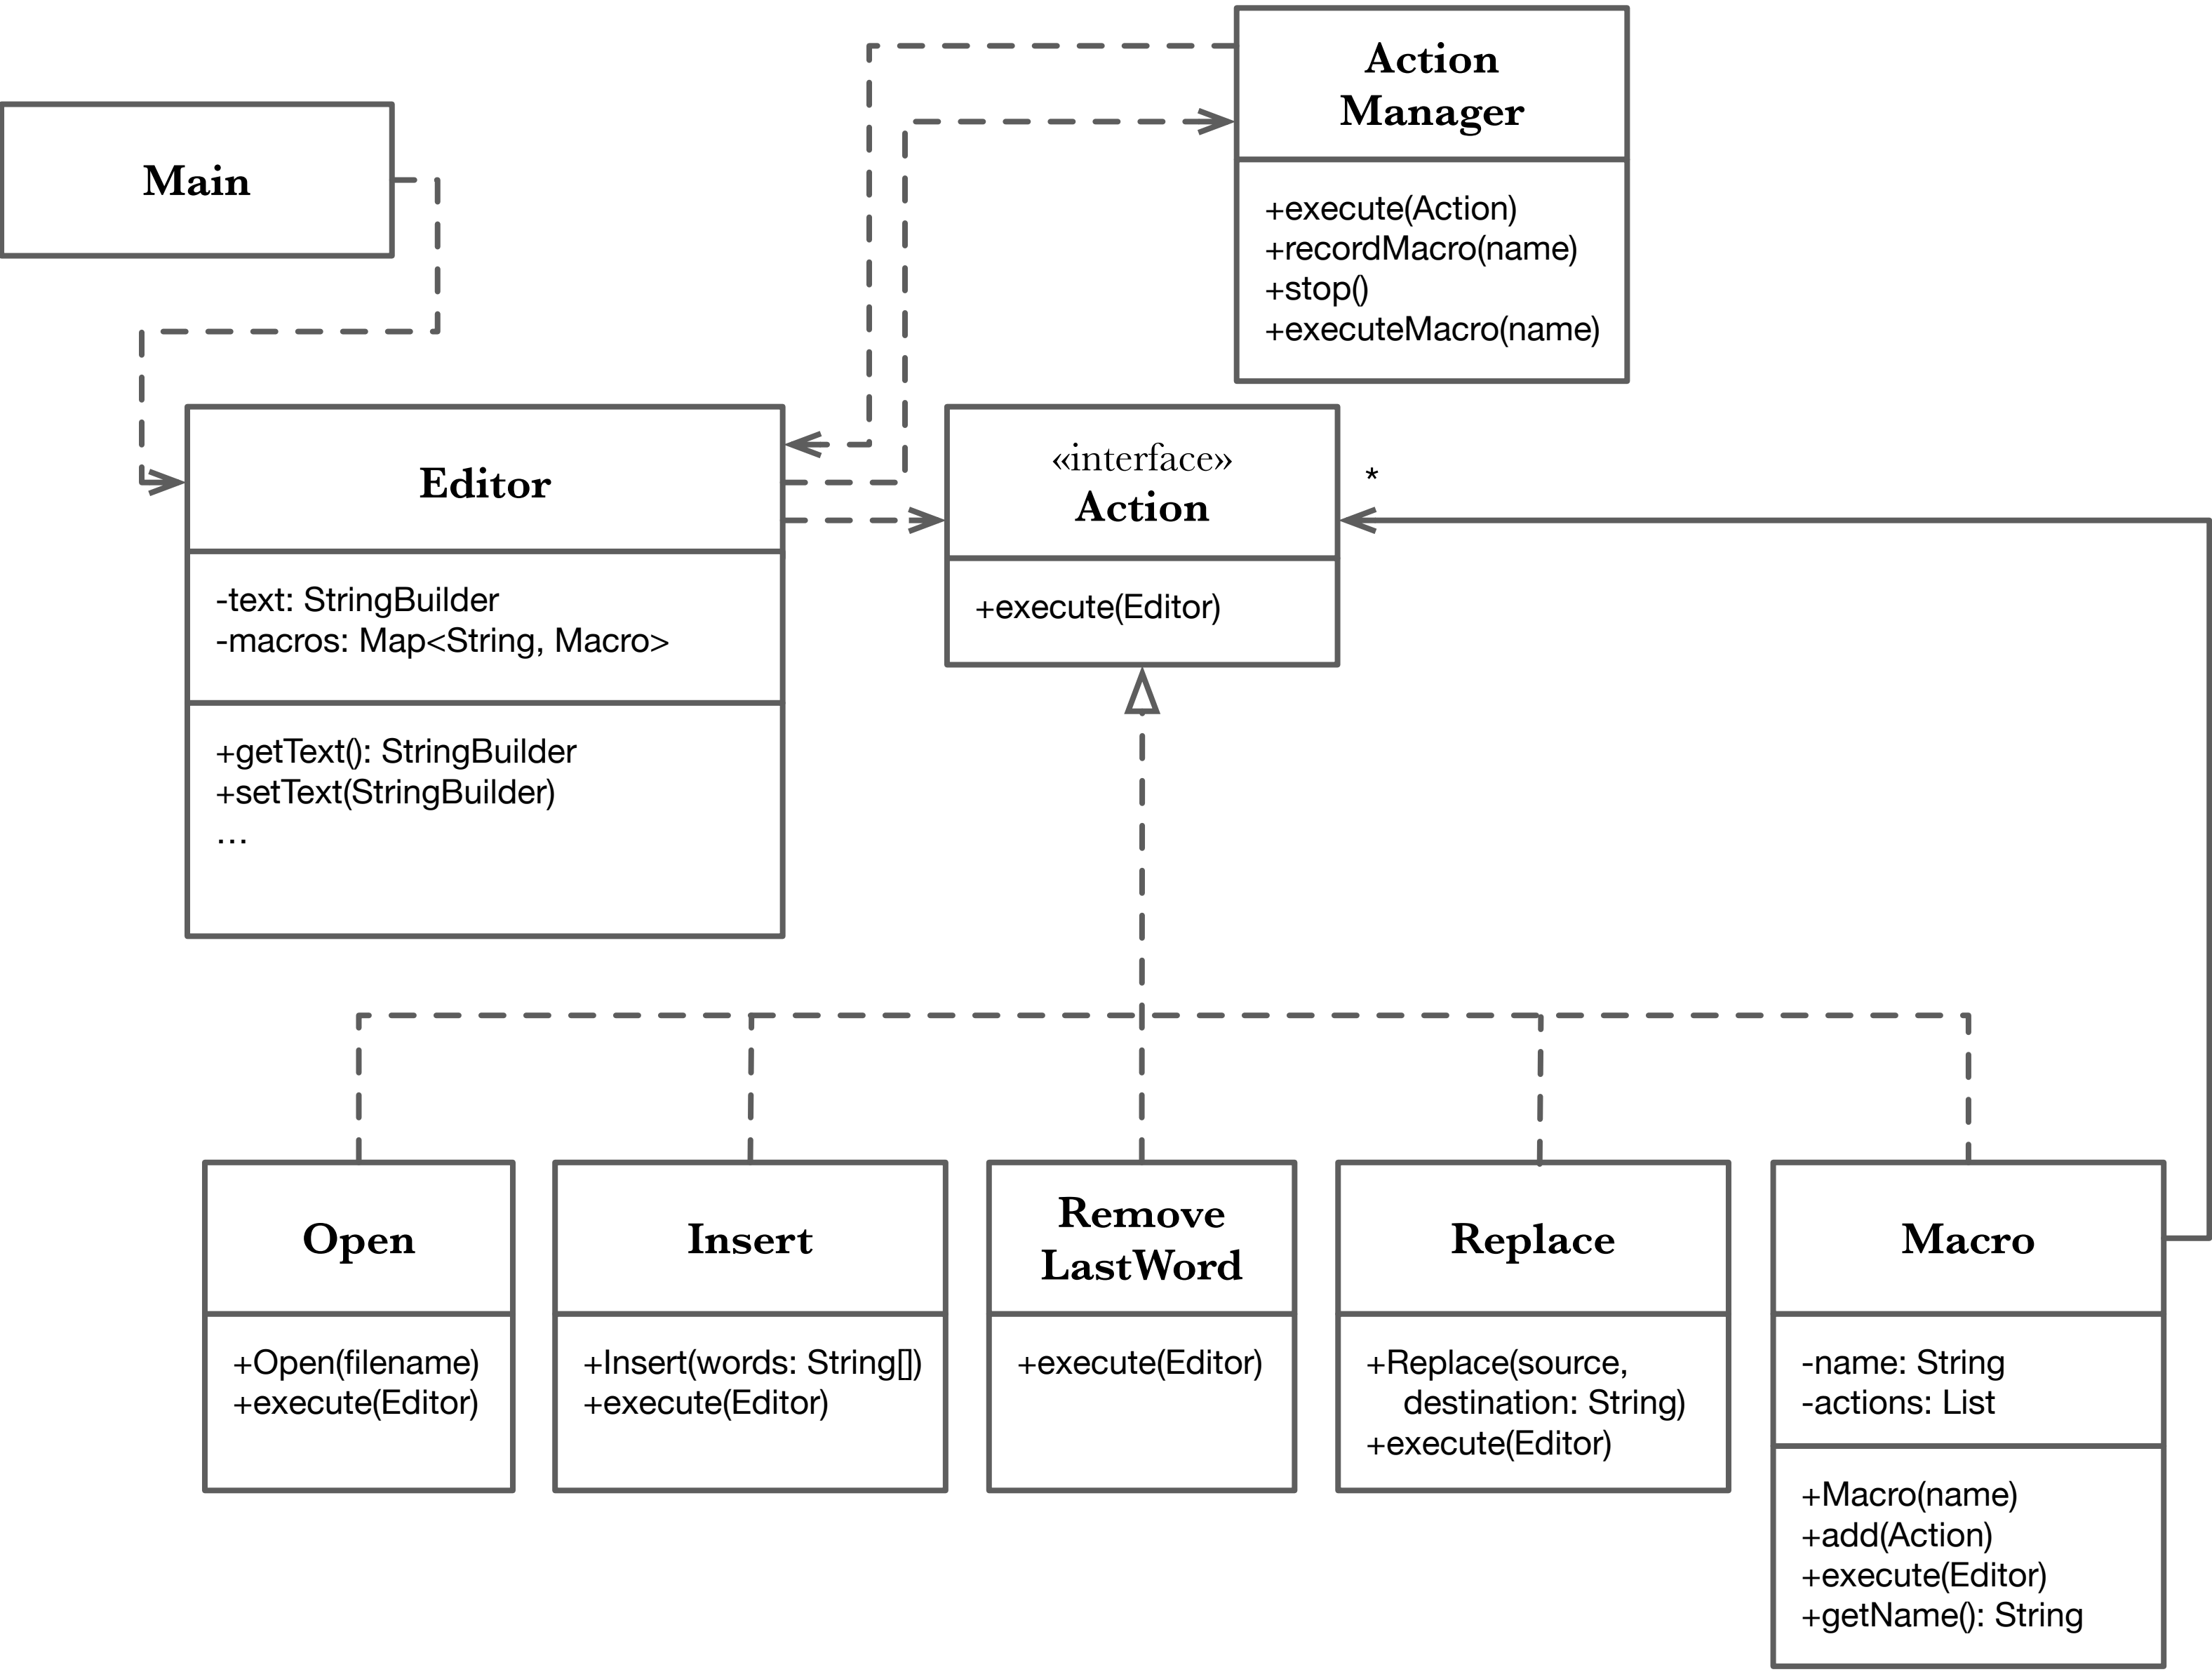 Action
Manager
+execute(Action)
+recordMacro(name)
+stop()
+executeMacro(name)
Main
Editor
-text: StringBuilder
-macros: Map<String, Macro>
+getText(): StringBuilder
+setText(StringBuilder)
...
«interface»
Action
+execute(Editor)
*
Open
+Open(filename)
+execute(Editor)
Insert
+Insert(words: String[])
+execute(Editor)
Remove
LastWord
+execute(Editor)
Replace
+Replace(source,
destination: String)
+execute(Editor)
Macro
-name: String
-actions: List
+Macro(name)
+add(Action)
+execute(Editor)
+getName(): String